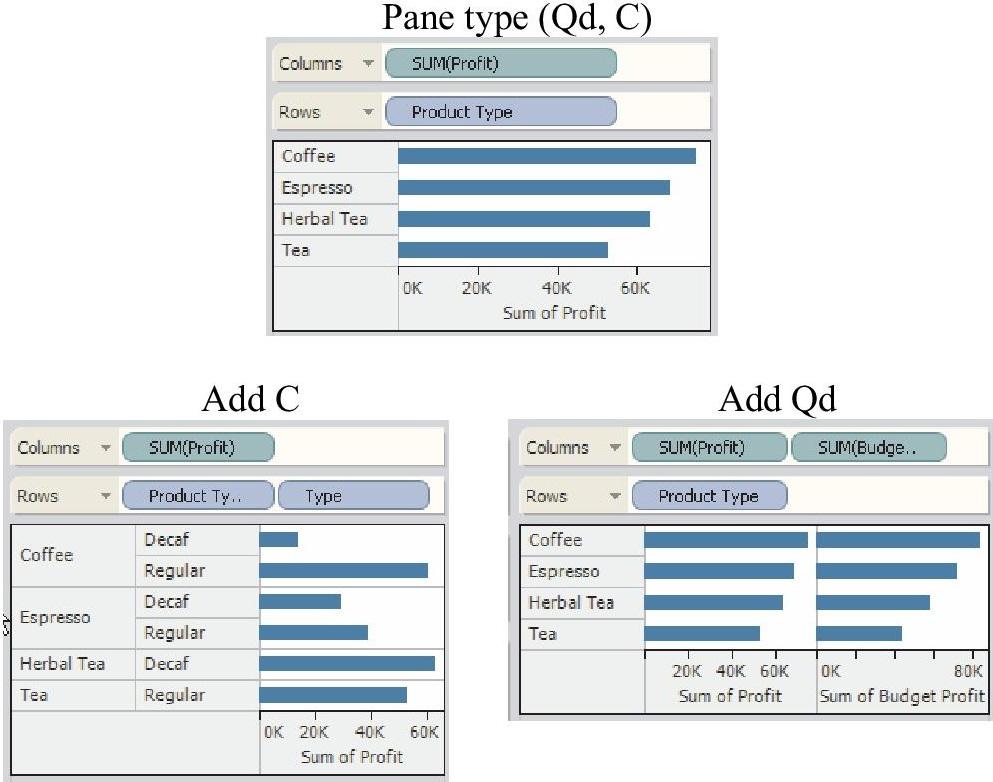 Pane type (Qd, C)
Columns SUM(Profit)
Rows Product Type
Coffee
Espresso
Herbal Tea
Tea
0K 20K 40K 60K
Sum of Profit
Add C
Columns SUM(Profit)
Rows Product Ty.. Type
Coffee Decaf
Regular
Espresso Decaf
Regular
Herbal Tea Decaf
Tea Regular
0K 20K 40K 60K
Sum of Profit
Add Qd
Columns SUM(Profit) SUM(Budge..
Rows Product Type
Coffee
Espresso
Herbal Tea
Tea
20K 40K 60K 0K 80K
Sum of Profit Sum of Budget Profit